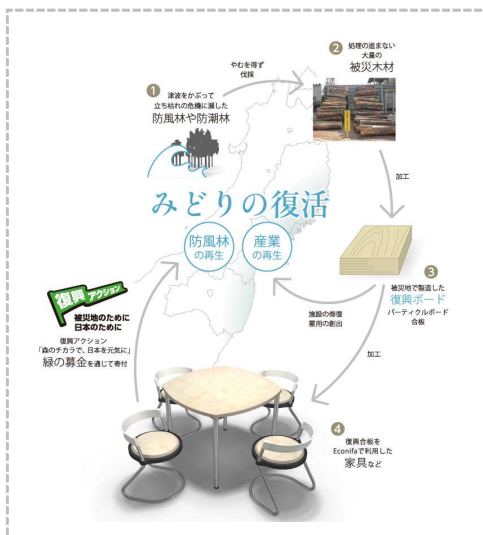 やむを得ず
伐採
2
処理の進まない
大量の
被災木材
1
津波をかぶって
立ち枯れの危機に瀕した
防風林や防潮林
加工
みどりの復活
防風林
の再生
産業
の再生
3
被災地で製造した
復興ボード
パーティクルボード
合板
復興アクション
被災地のために
日本のために
施設の修復
雇用の創出
復興アクション
「森のチカラで、日本を元気に」
緑の募金を通じて寄付
加工
4
復興合板を
Econifaで利用した
家具など